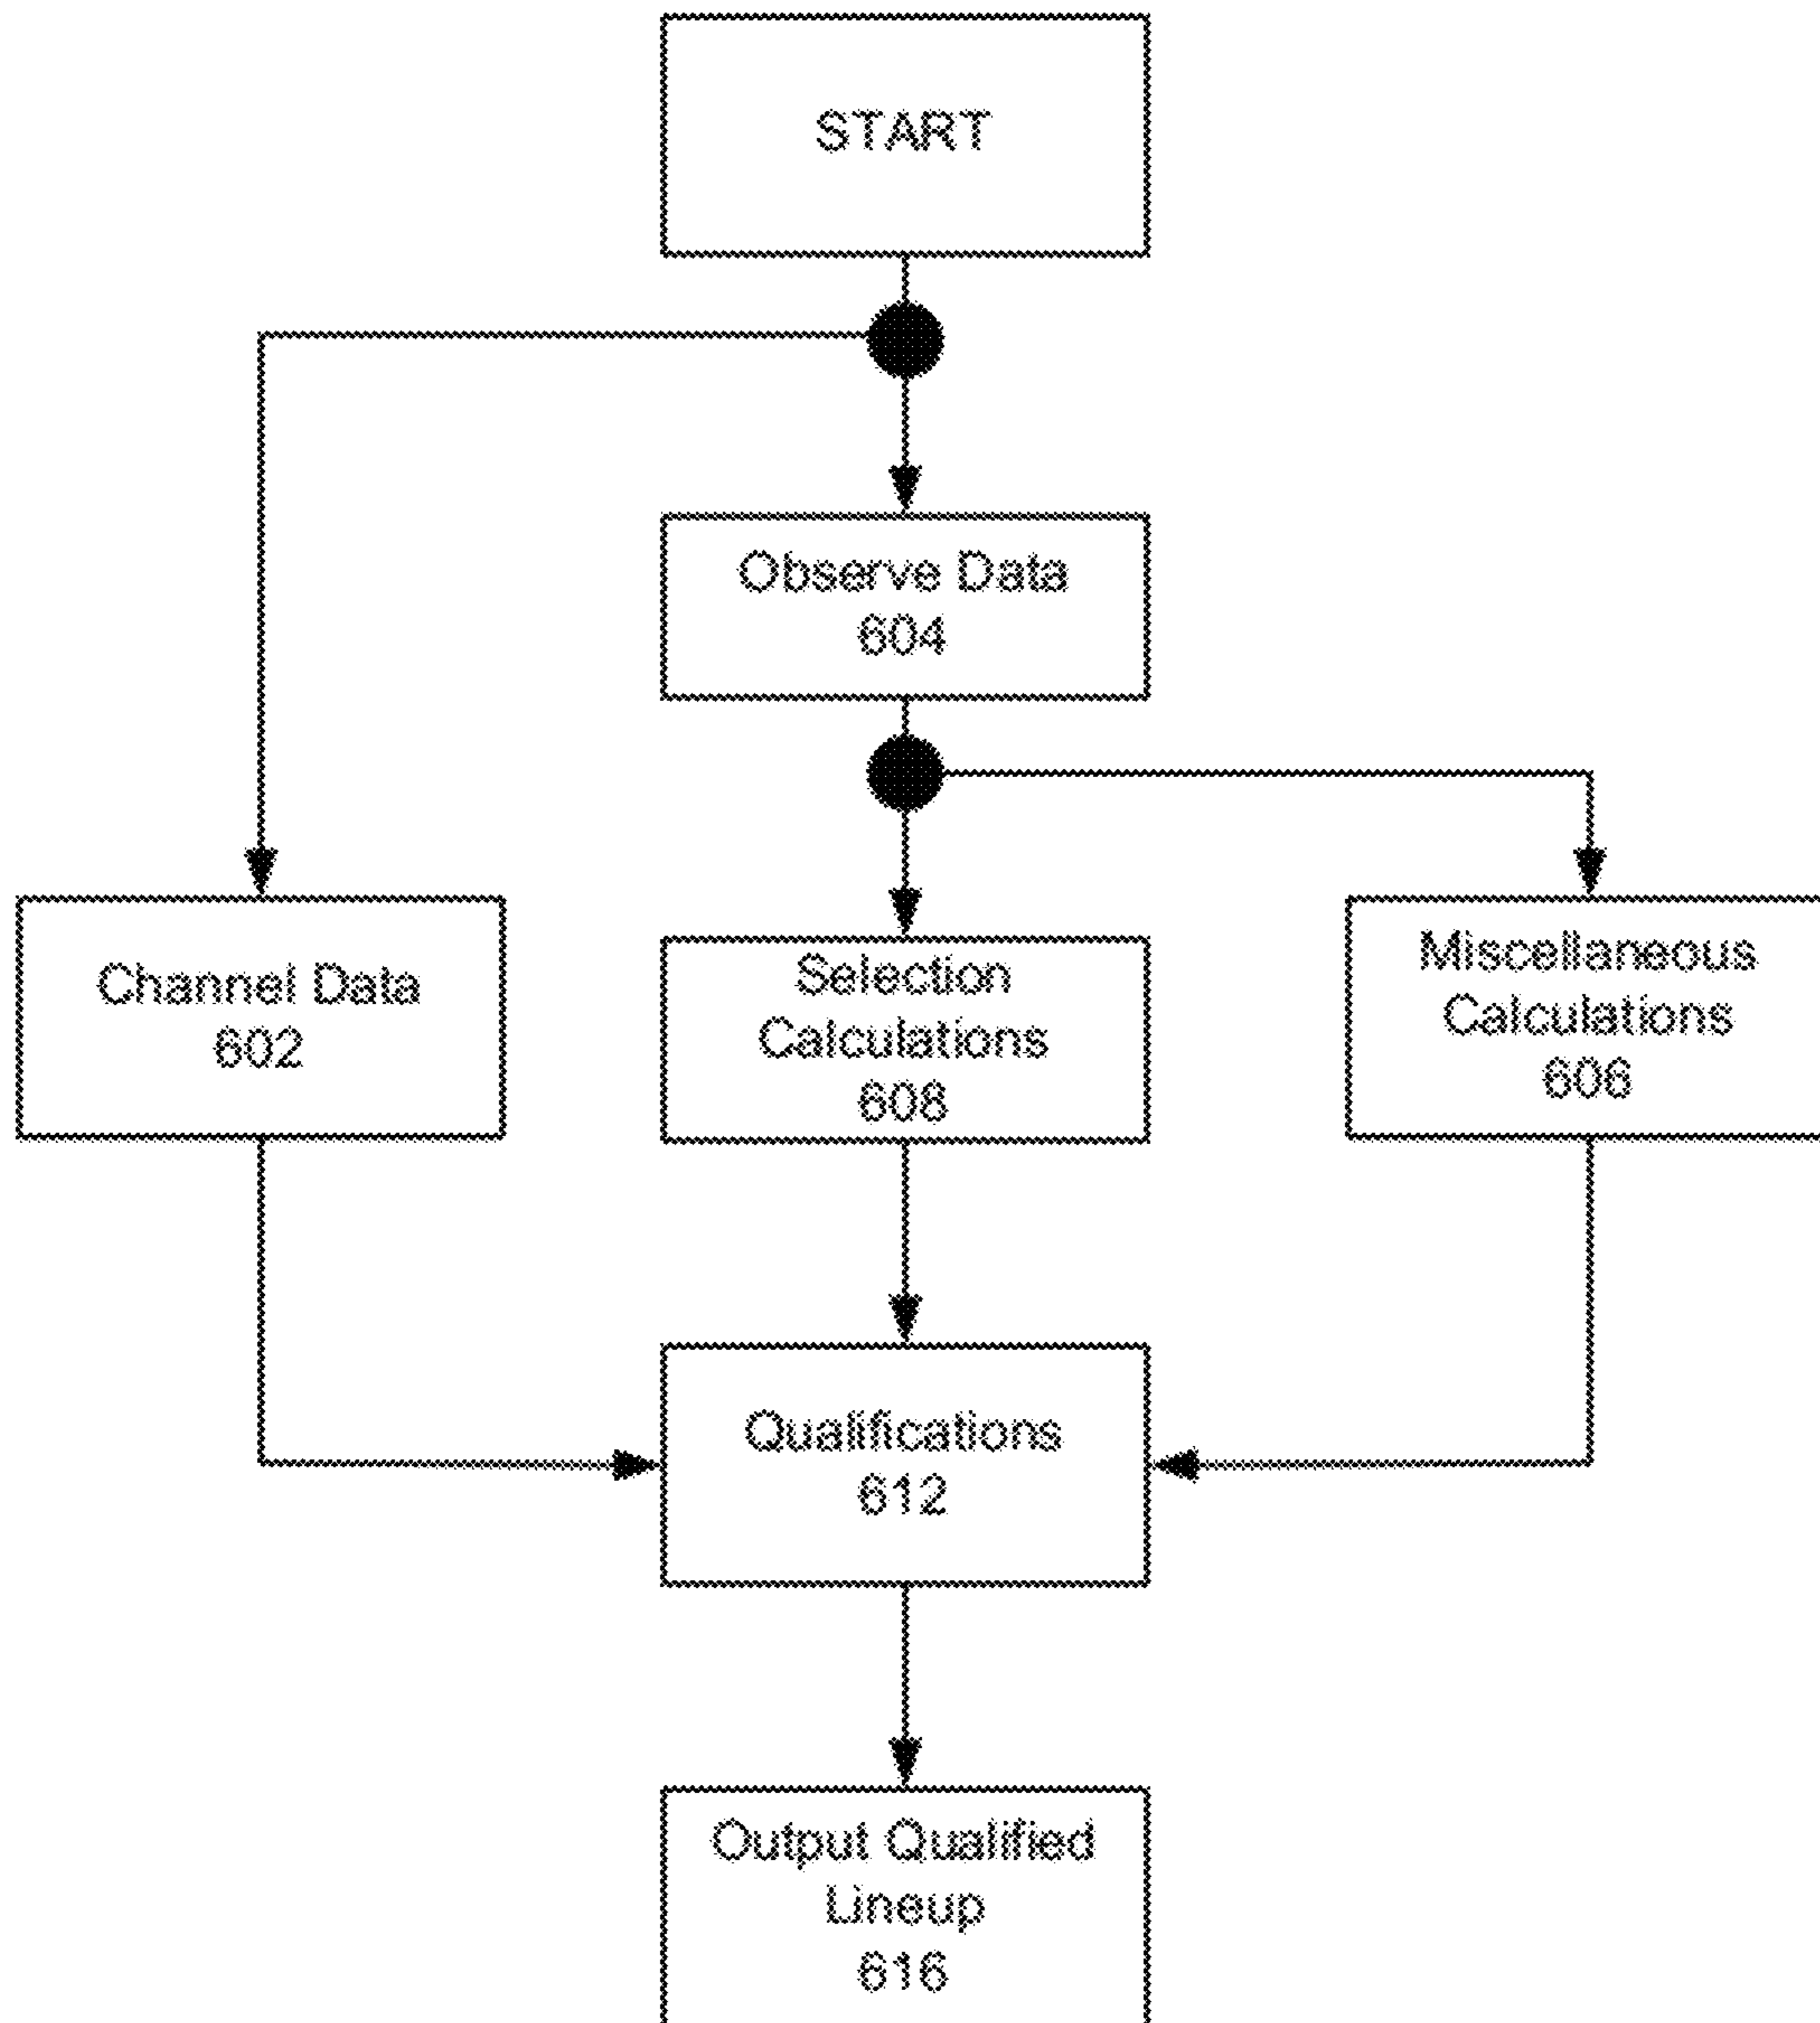 START
Observe Data
604
Channel Data
602
Selection
Calculations
608
Miscellaneous
Calculations
606
Qualifications
612
Output Qualified
Lineup
616